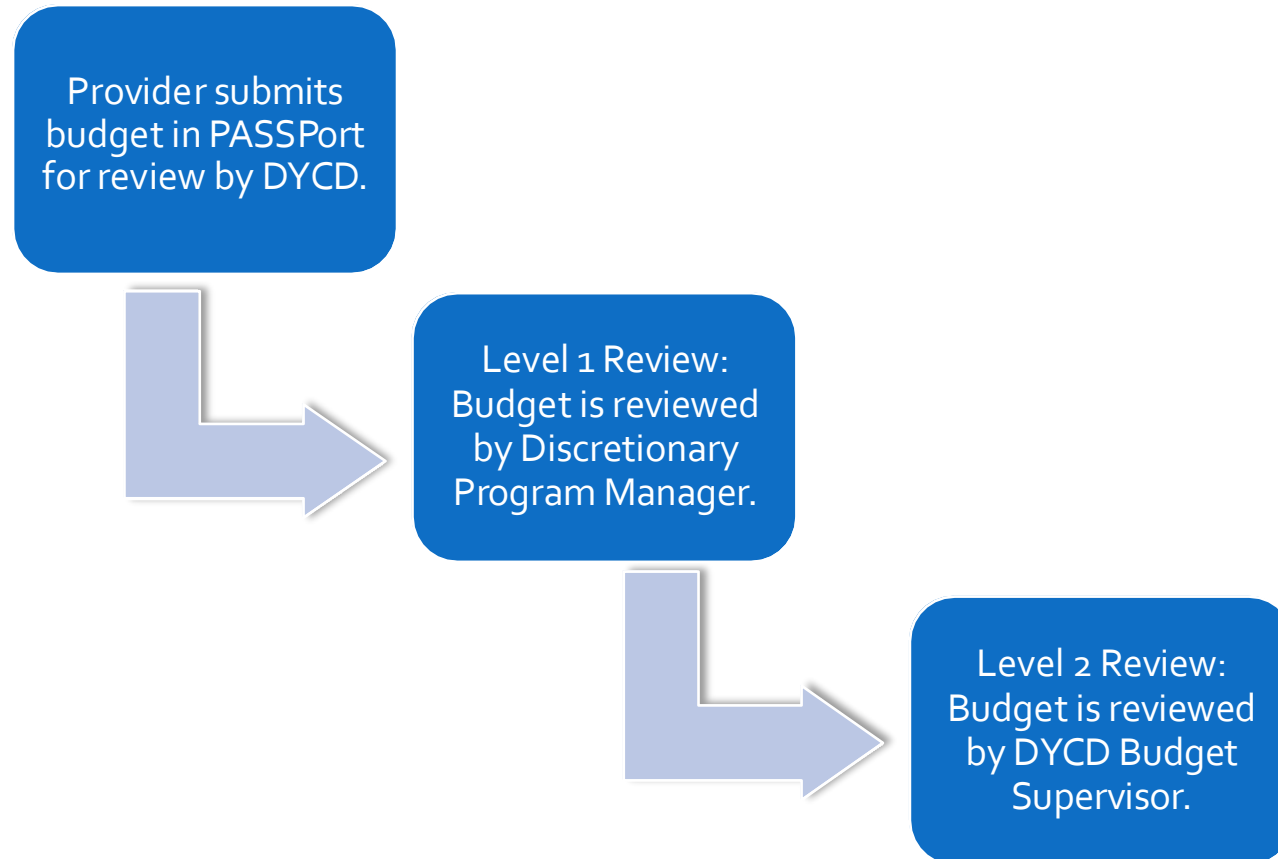 Provider submits
budget in PASSPort
for review by DYCD.
Level 1 Review:
Budget is reviewed
by Discretionary
Program Manager.
Level 2 Review:
Budget is reviewed
by DYCD Budget
Supervisor.